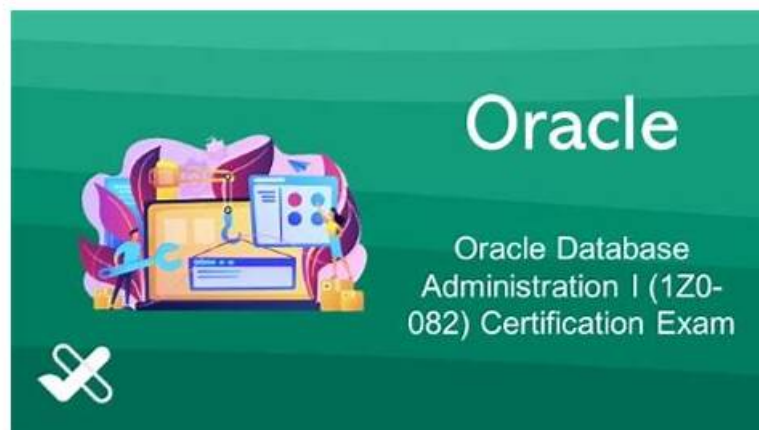 Oracle
Oracle Database
Administration I (1Z0-
082) Certification Exam